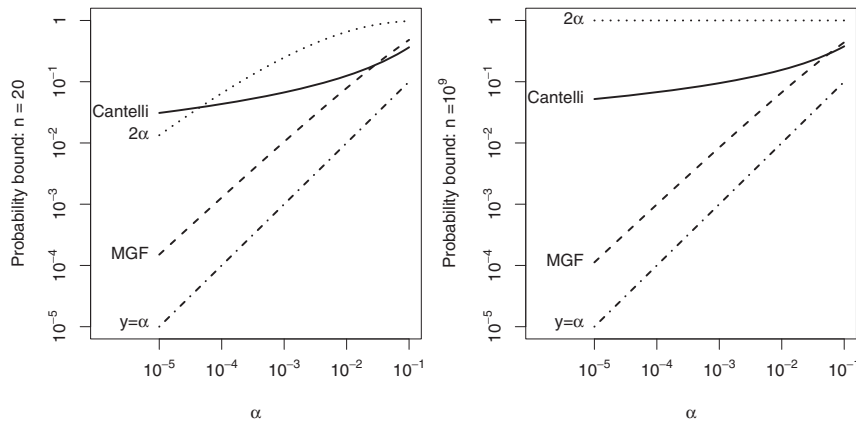 Probability bound: n = 20
1
10⁻¹
10⁻²
10⁻³
10⁻⁴
10⁻⁵
Cantelli
2α
MGF
y=α
10⁻⁵
10⁻⁴
10⁻³
10⁻²
10⁻¹
α
Probability bound: n = 10⁹
1
10⁻¹
10⁻²
10⁻³
10⁻⁴
10⁻⁵
2α
Cantelli
MGF
y=α
10⁻⁵
10⁻⁴
10⁻³
10⁻²
10⁻¹
α